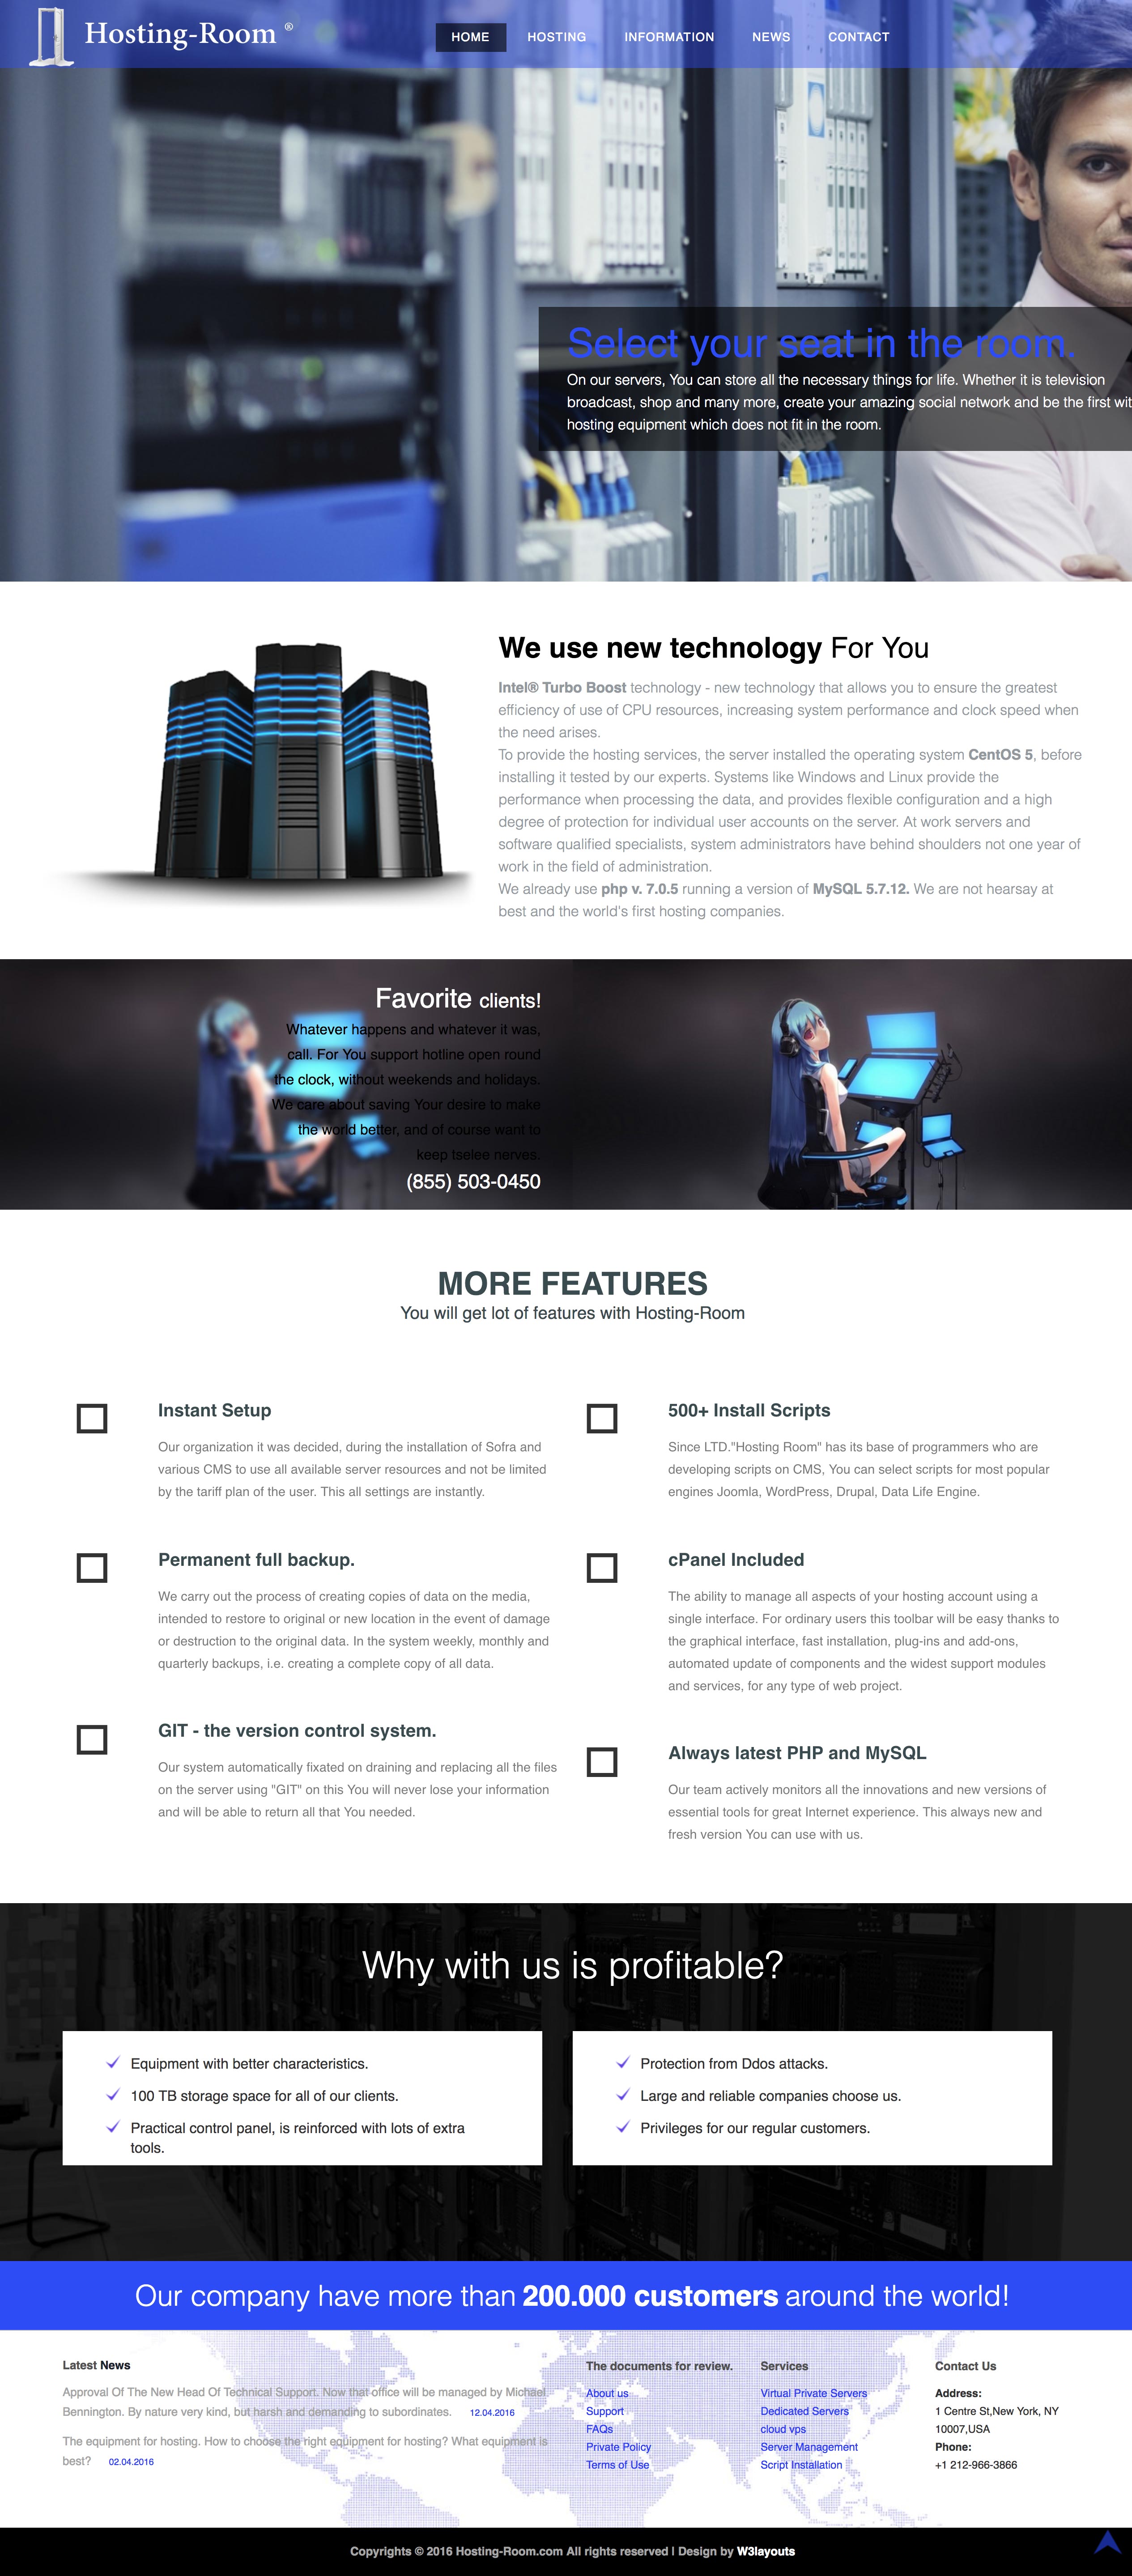 Hosting-Room ®
HOME HOSTING INFORMATION NEWS CONTACT
Select your seat in the room.
On our servers, You can store all the necessary things for life. Whether it is television
broadcast, shop and many more, create your amazing social network and be the first wit
hosting equipment which does not fit in the room.
We use new technology For You
Intel® Turbo Boost technology - new technology that allows you to ensure the greatest
efficiency of use of CPU resources, increasing system performance and clock speed when
the need arises.
To provide the hosting services, the server installed the operating system CentOS 5, before
installing it tested by our experts. Systems like Windows and Linux provide the
performance when processing the data, and provides flexible configuration and a high
degree of protection for individual user accounts on the server. At work servers and
software qualified specialists, system administrators have behind shoulders not one year of
work in the field of administration.
We already use php v. 7.0.5 running a version of MySQL 5.7.12. We are not hearsay at
best and the world's first hosting companies.
Favorite clients!
Whatever happens and whatever it was,
call. For You support hotline open round
the clock, without weekends and holidays.
We care about saving Your desire to make
the world better, and of course want to
keep tselee nerves.
(855) 503-0450
MORE FEATURES
You will get lot of features with Hosting-Room
Instant Setup
Our organization it was decided, during the installation of Sofra and
various CMS to use all available server resources and not be limited
by the tariff plan of the user. This all settings are instantly.
500+ Install Scripts
Since LTD."Hosting Room" has its base of programmers who are
developing scripts on CMS, You can select scripts for most popular
engines Joomla, WordPress, Drupal, Data Life Engine.
Permanent full backup.
We carry out the process of creating copies of data on the media,
intended to restore to original or new location in the event of damage
or destruction to the original data. In the system weekly, monthly and
quarterly backups, i.e. creating a complete copy of all data.
cPanel Included
The ability to manage all aspects of your hosting account using a
single interface. For ordinary users this toolbar will be easy thanks to
the graphical interface, fast installation, plug-ins and add-ons,
automated update of components and the widest support modules
and services, for any type of web project.
GIT - the version control system.
Our system automatically fixated on draining and replacing all the files
on the server using "GIT" on this You will never lose your information
and will be able to return all that You needed.
Always latest PHP and MySQL
Our team actively monitors all the innovations and new versions of
essential tools for great Internet experience. This always new and
fresh version You can use with us.
Why with us is profitable?
Equipment with better characteristics.
100 TB storage space for all of our clients.
Practical control panel, is reinforced with lots of extra
tools.
Protection from Ddos attacks.
Large and reliable companies choose us.
Privileges for our regular customers.
Our company have more than 200.000 customers around the world!
Latest News
Approval Of The New Head Of Technical Support. Now that office will be managed by Michael
Bennington. By nature very kind, but harsh and demanding to subordinates. 12.04.2016
The equipment for hosting. How to choose the right equipment for hosting? What equipment is
best? 02.04.2016
The documents for review.
About us
Support
FAQs
Private Policy
Terms of Use
Services
Virtual Private Servers
Dedicated Servers
cloud vps
Server Management
Script Installation
Contact Us
Address:
1 Centre St,New York, NY
10007,USA
Phone:
+1 212-966-3866
Copyrights © 2016 Hosting-Room.com All rights reserved | Design by W3layouts